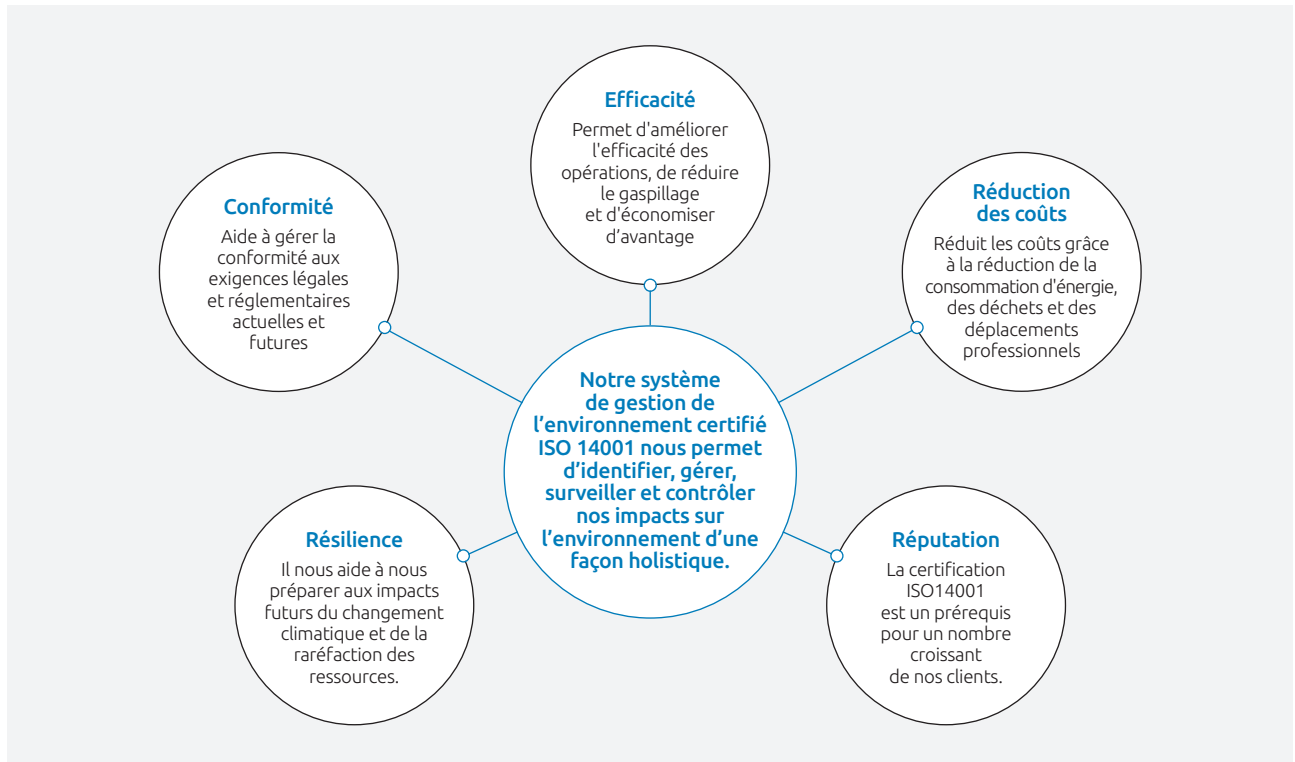 Efficacité
Permet d'améliorer
l'efficacité des
opérations, de réduire
le gaspillage
et d'économiser
d’avantage
Conformité
Aide à gérer la
conformité aux
exigences légales
et réglementaires
actuelles et
futures
Réduction
des coûts
Réduit les coûts grâce
à la réduction de la
consommation d'énergie,
des déchets et des
déplacements
professionnels
Notre système
de gestion de
l’environnement certifié
ISO 14001 nous permet
d’identifier, gérer,
surveiller et contrôler
nos impacts sur
l’environnement d’une
façon holistique.
Résilience
Il nous aide à nous
préparer aux impacts
futurs du changement
climatique et de la
raréfaction des
ressources.
Réputation
La certification
ISO14001
est un prérequis
pour un nombre
croissant
de nos clients.